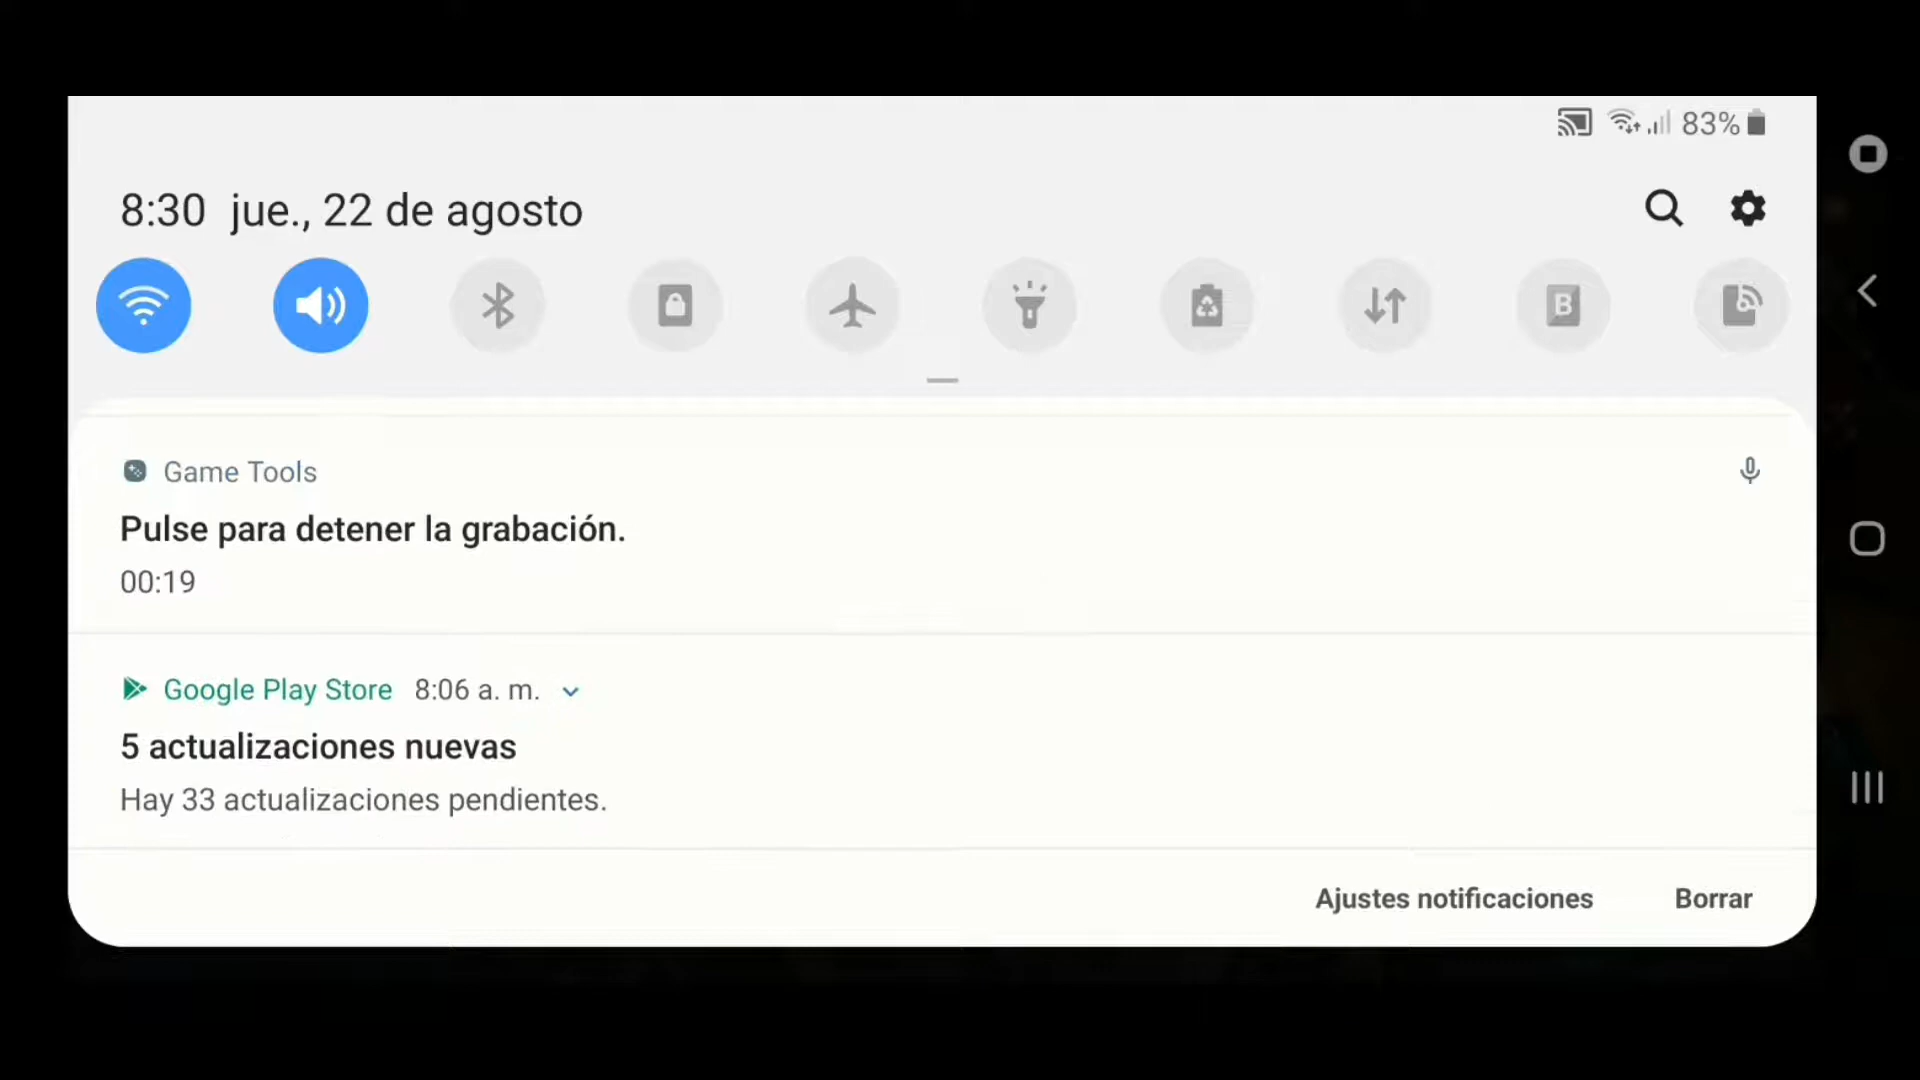 83%
8:30 jue., 22 de agosto
B
Game Tools
Pulse para detener la grabación.
00:19
Google Play Store 8:06 a. m.
5 actualizaciones nuevas
Hay 33 actualizaciones pendientes.
Ajustes notificaciones Borrar